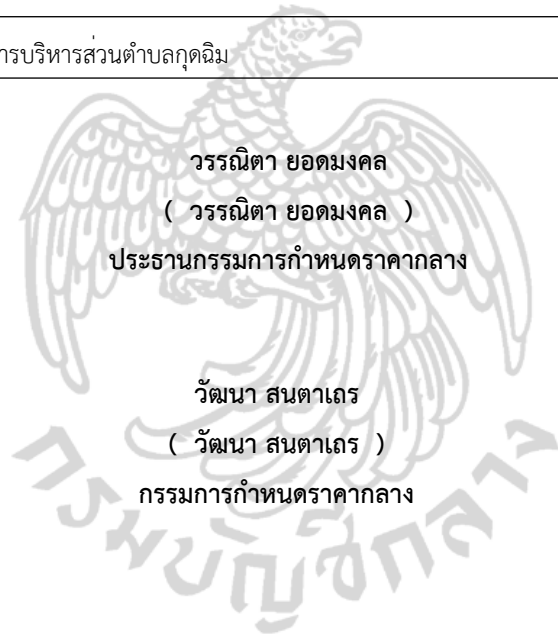 ารบริหารส่วนตำบลกุดฉิม
วรรณิตา ยอดมงคล
( วรรณิตา ยอดมงคล )
ประธานกรรมการกำหนดราคากลาง
วัฒนา สนตาเถร
( วัฒนา สนตาเถร )
กรรมการกำหนดราคากลาง
กรมบัญชีกลาง